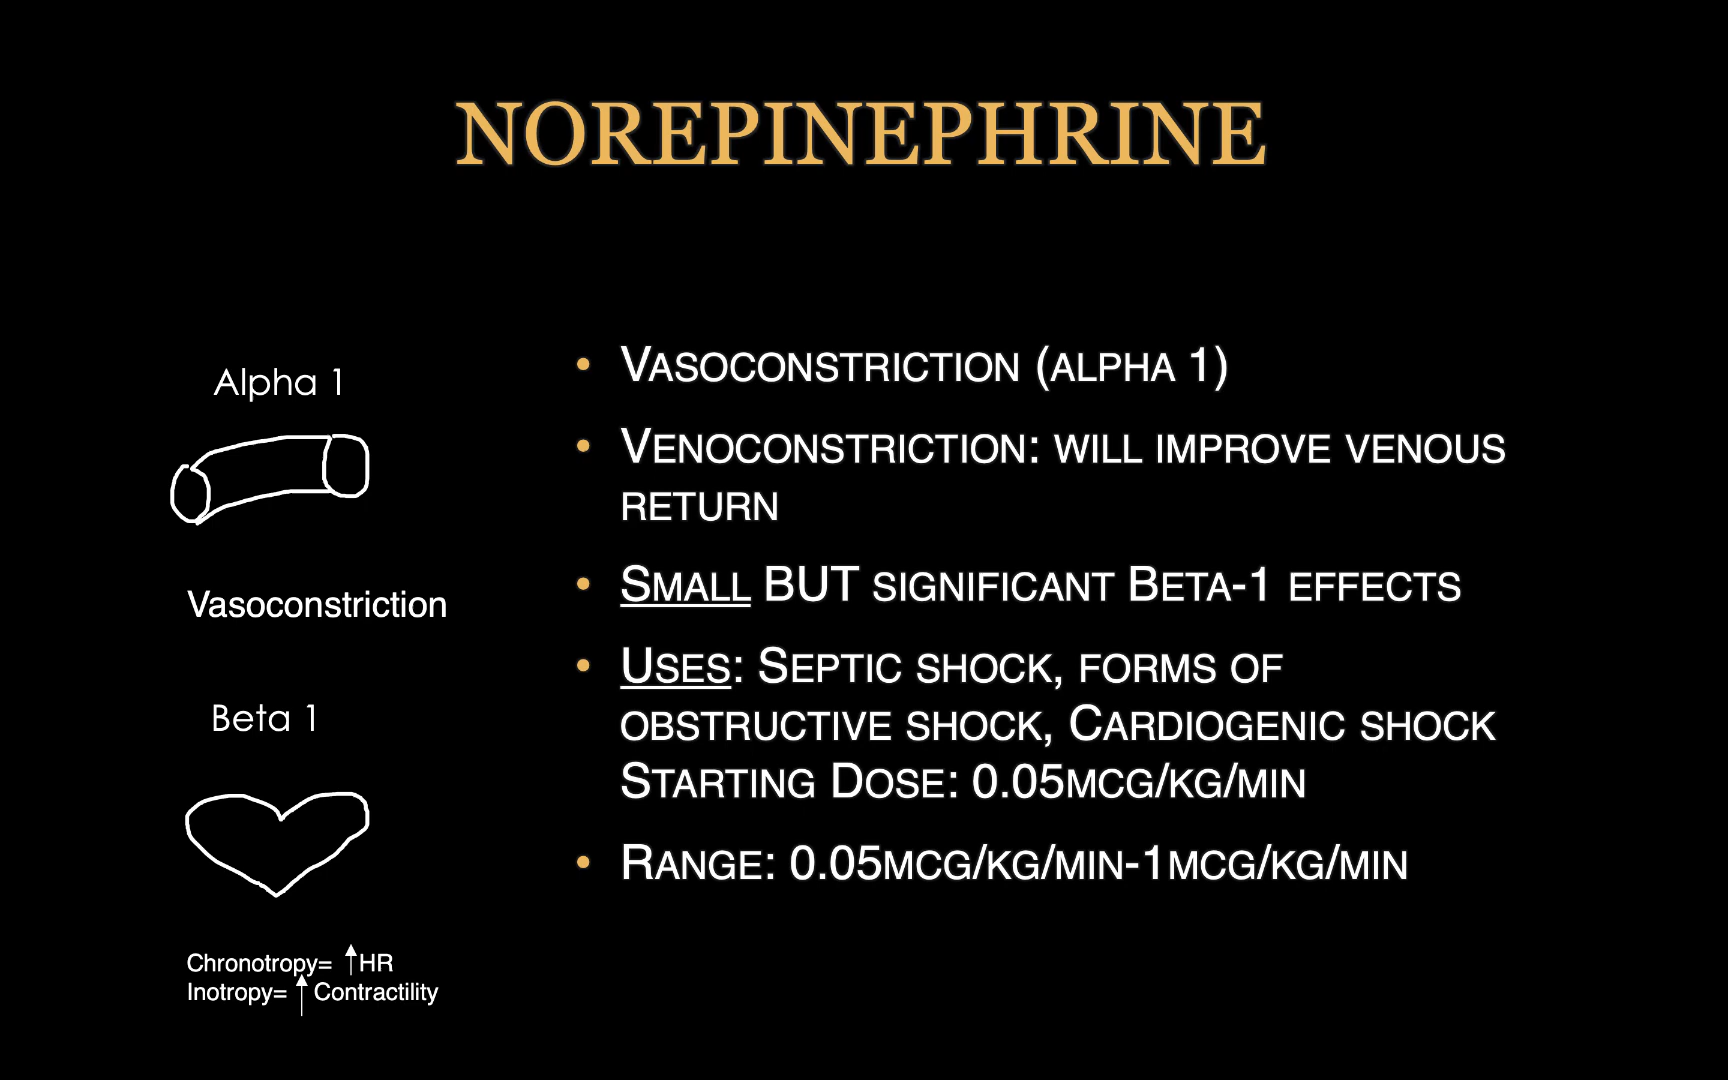 NOREPINEPHRINE
Alpha 1
Vasoconstriction
Beta 1
Chronotropy= ↑HR
Inotropy= ↑ Contractility
• Vasoconstriction (alpha 1)
• Venoconstriction: will improve venous
return
• Small BUT significant Beta-1 effects
• Uses: Septic shock, forms of
obstructive shock, Cardiogenic shock
Starting Dose: 0.05mcg/kg/min
• Range: 0.05mcg/kg/min-1mcg/kg/min